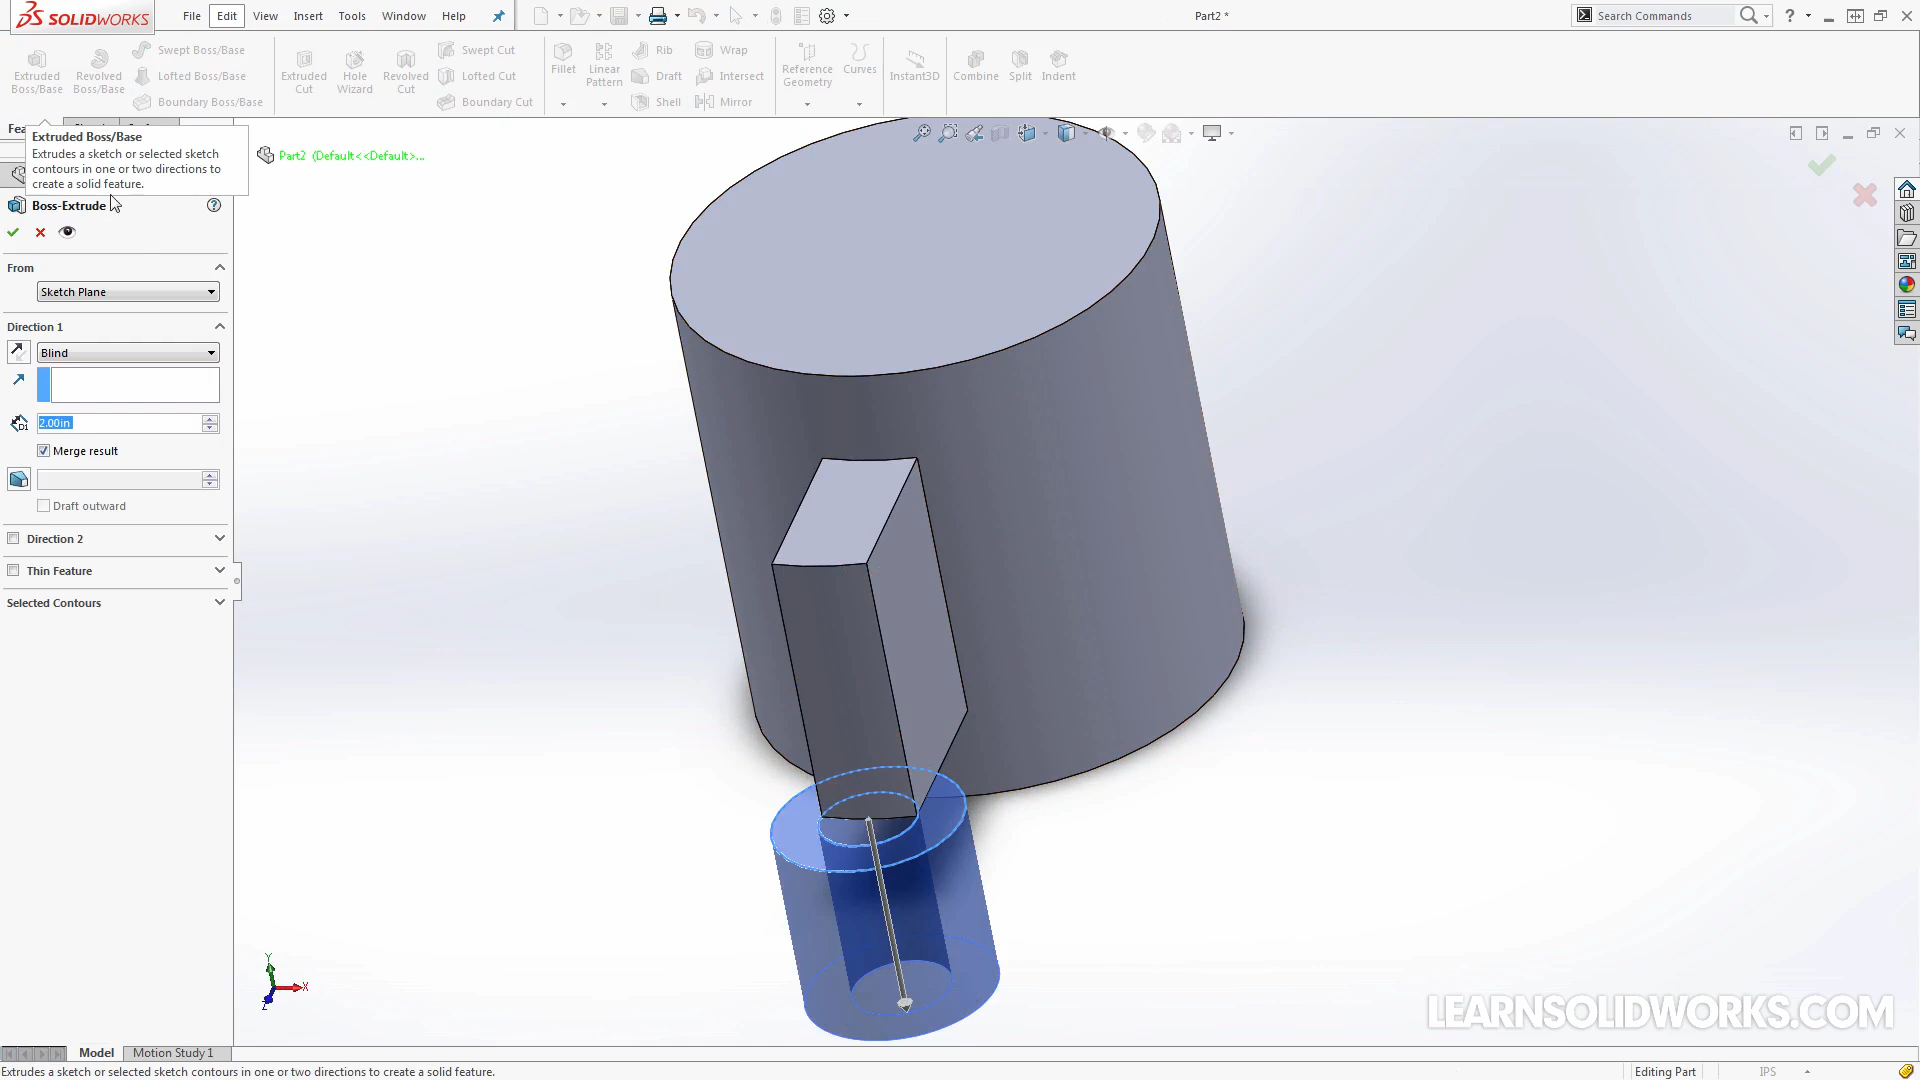 SOLIDWORKS File Edit View Insert Tools Window Help Part2 * Search Commands ?
Extruded Boss/Base
Revolved Boss/Base
Swept Boss/Base
Lofted Boss/Base
Boundary Boss/Base
Extruded Cut
Hole Wizard
Revolved Cut
Swept Cut
Lofted Cut
Boundary Cut
Fillet
Linear Pattern
Rib
Draft
Shell
Wrap
Intersect
Mirror
Reference Geometry
Curves
Instant3D
Combine
Split
Indent
Extruded Boss/Base
Extrudes a sketch or selected sketch
contours in one or two directions to
create a solid feature.
Part2 (Default<<Default>...
Boss-Extrude
From
Sketch Plane
Direction 1
Blind
D1
2.00in
Merge result
Draft outward
Direction 2
Thin Feature
Selected Contours
Y
X
Z
LEARNSOLIDWORKS.COM
Model Motion Study 1
Extrudes a sketch or selected sketch contours in one or two directions to create a solid feature. Editing Part IPS